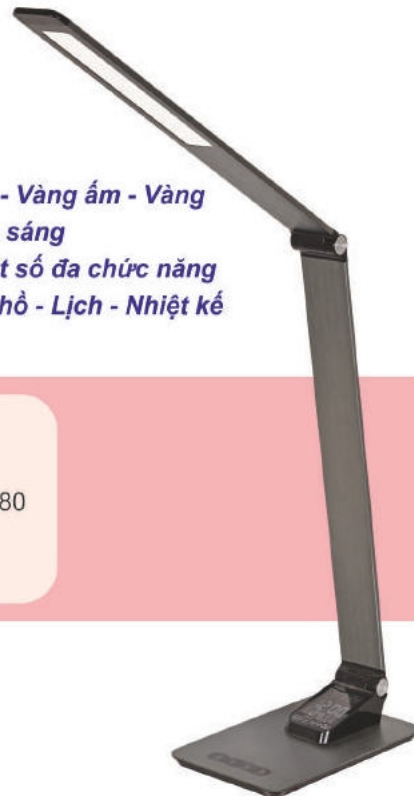 - Vàng ấm - Vàng
sáng
t số đa chức năng
hồ - Lịch - Nhiệt kế
80